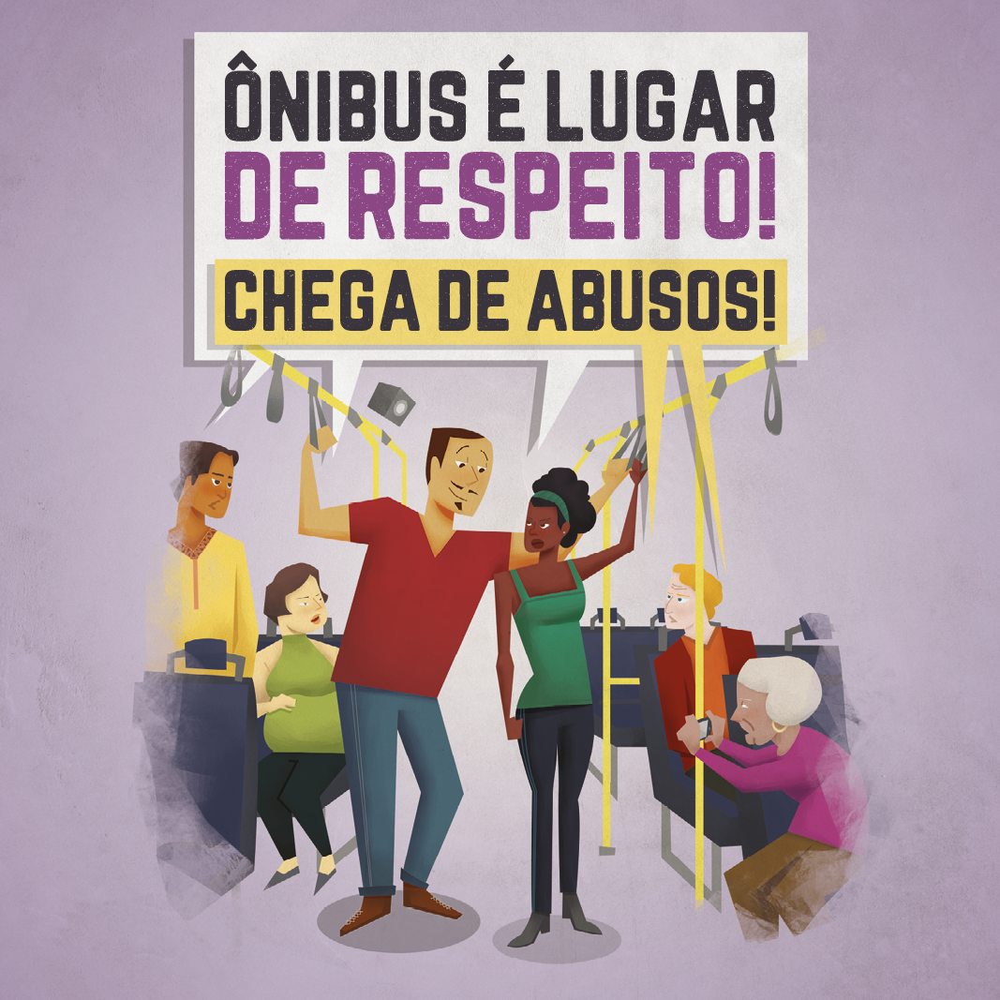 ÔNIBUS É LUGAR
DE RESPEITO!
CHEGA DE ABUSOS!